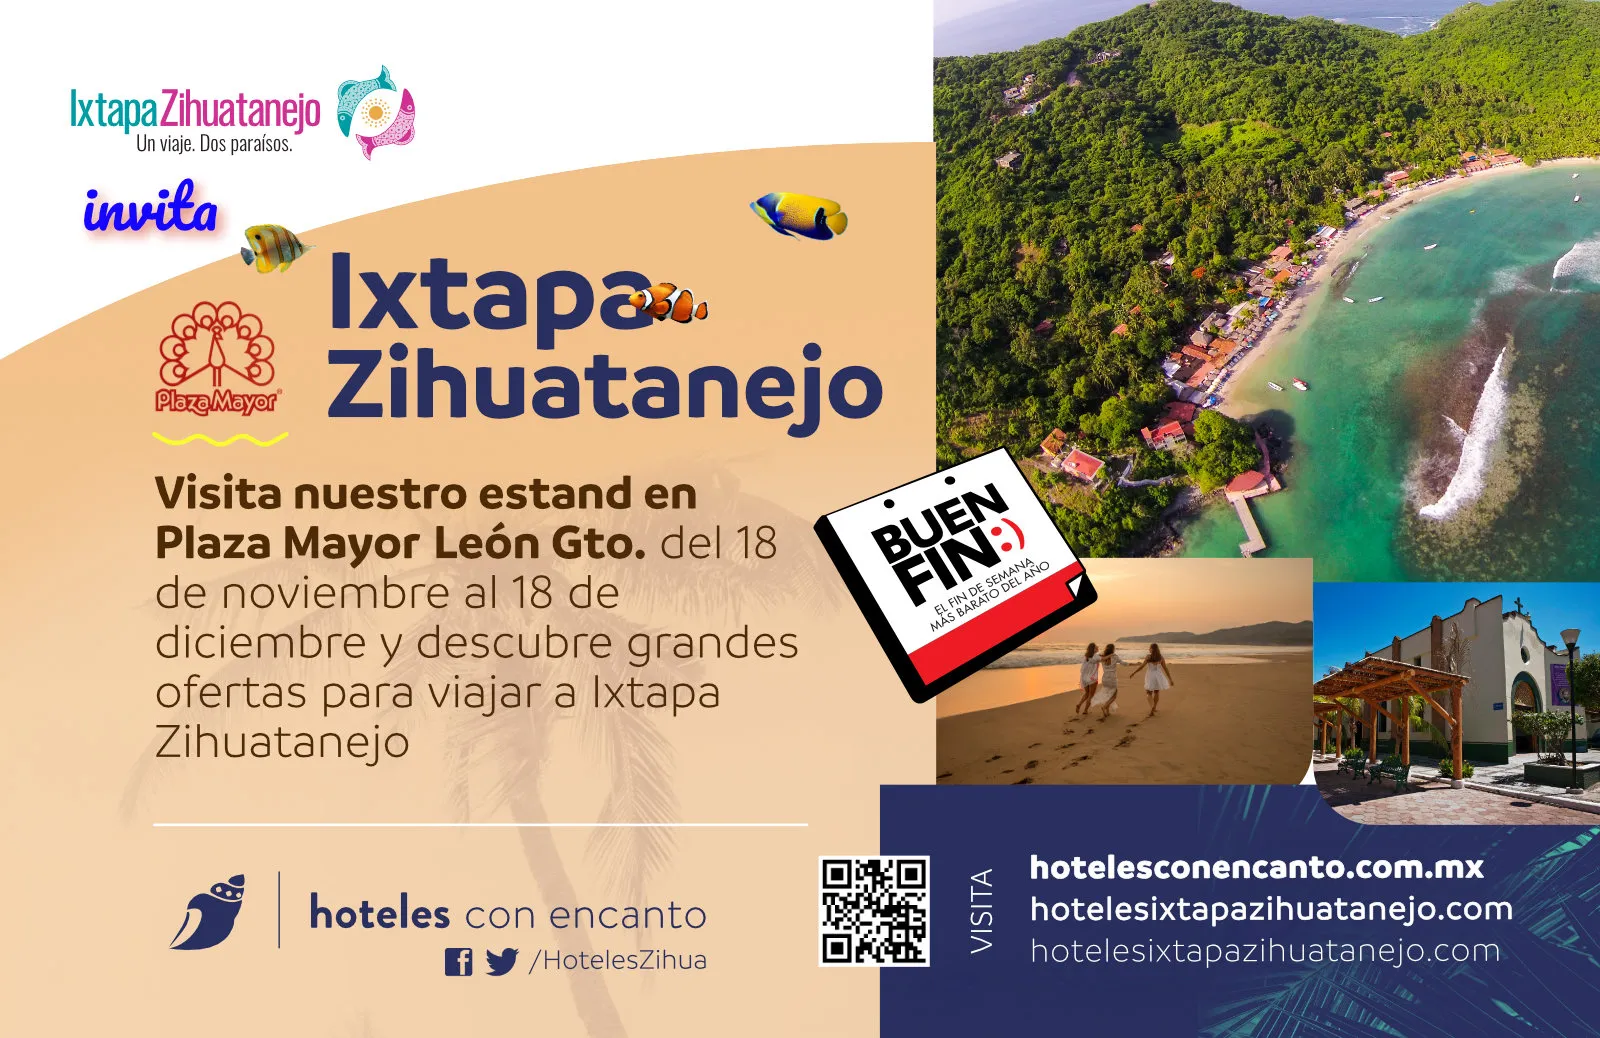 IxtapaZihuatanejo
Un viaje. Dos paraísos.
invita
Ixtapa
Zihuatanejo
Plaza Mayor
Visita nuestro estand en
Plaza Mayor León Gto. del 18
de noviembre al 18 de
diciembre y descubre grandes
ofertas para viajar a Ixtapa
Zihuatanejo
BUEN
FIN:)
EL FIN DE SEMANA
MÁS BARATO DEL AÑO
hoteles con encanto
/HotelesZihua
VISITA
hotelesconencanto.com.mx
hotelesixtapazihuatanejo.com
hotelesixtapazihuatanejo.com